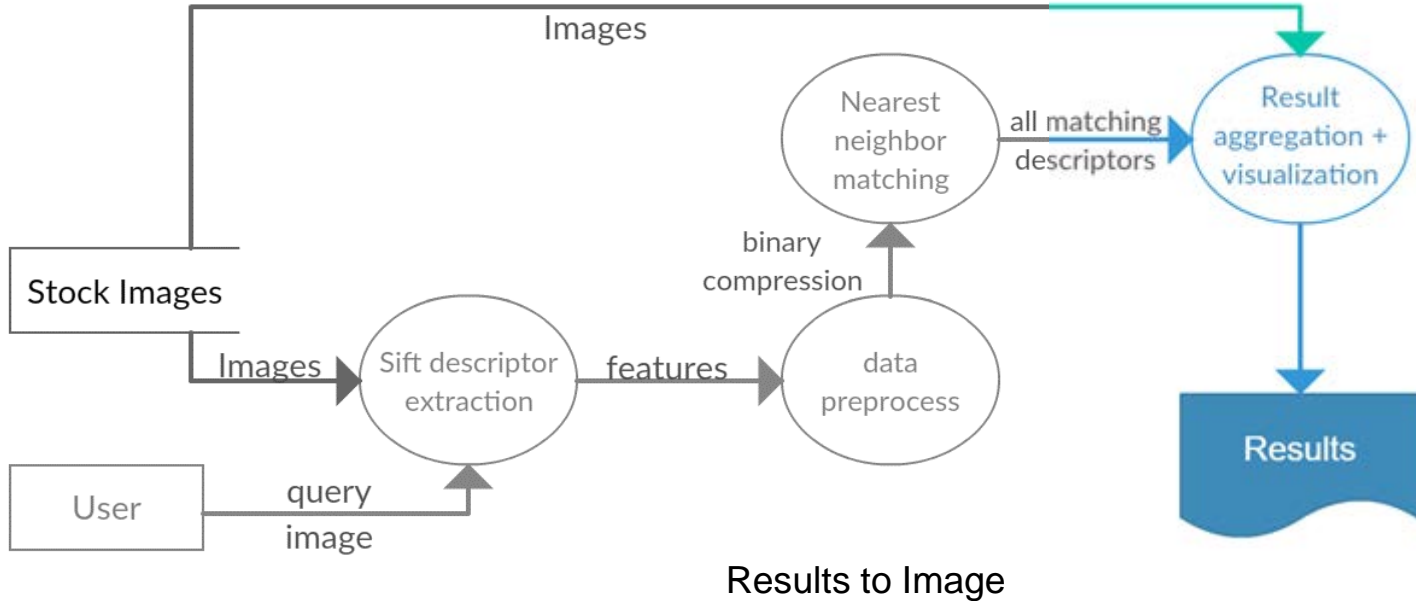 Images
Nearest
neighbor
matching
all matching
descriptors
Result
aggregation +
visualization
binary
compression
Stock Images
Images
Sift descriptor
extraction
features
data
preprocess
Results
User
query
image
Results to Image